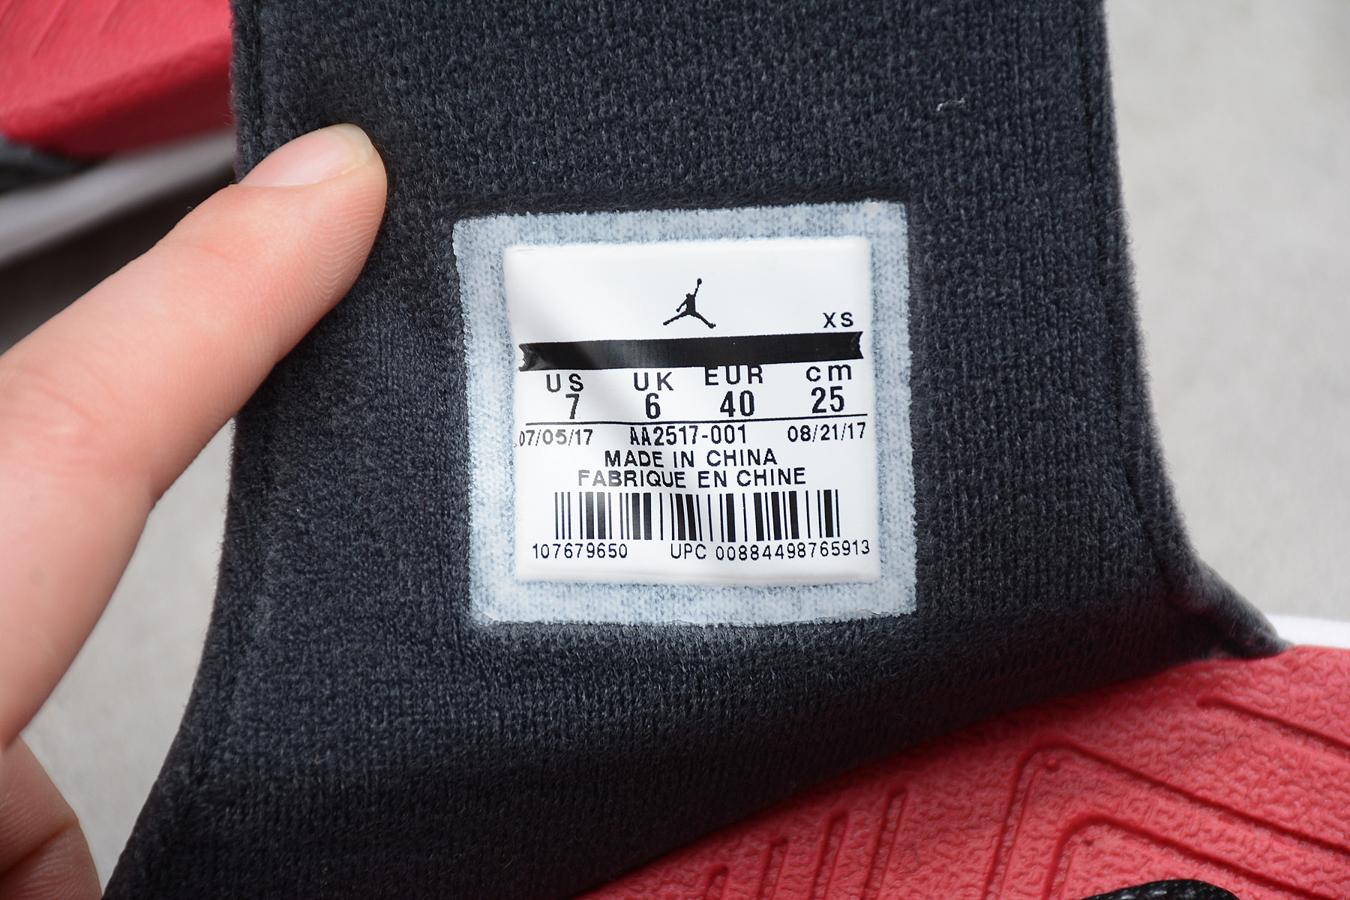 XS
US UK EUR cm
7 6 40 25
07/05/17 AA2517-001 08/21/17
MADE IN CHINA
FABRIQUE EN CHINE
107679650 UPC 00884498765913